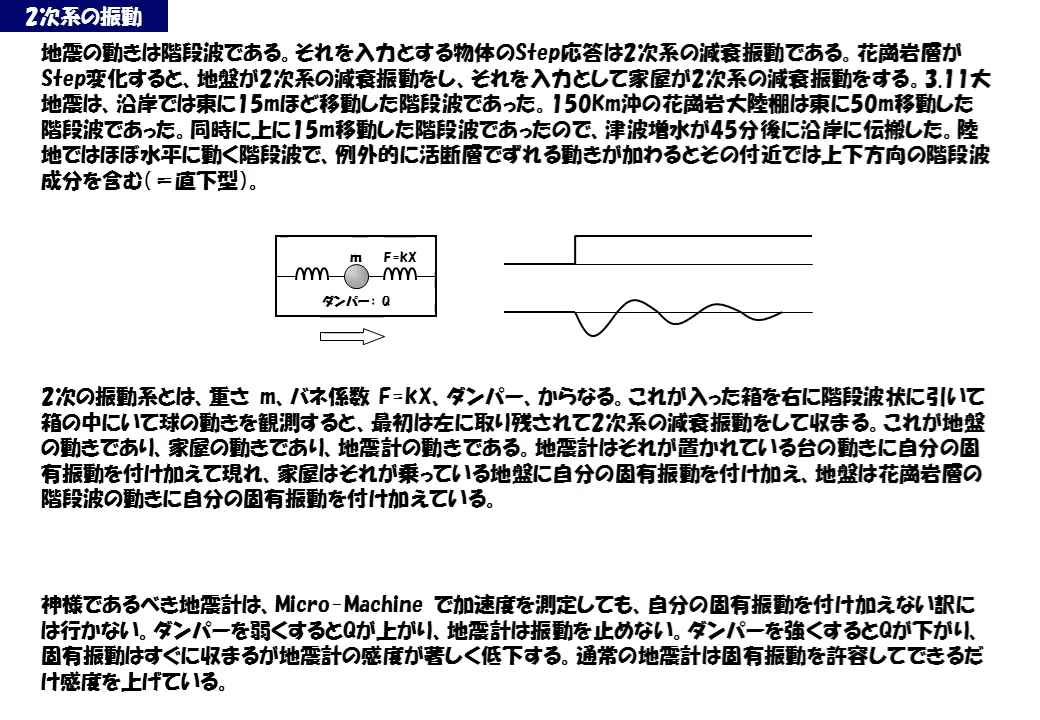 2次系の振動
地震の動きは階段波である。それを入力とする物体のStep応答は2次系の減衰振動である。花崗岩層が
Step変化すると、地盤が2次系の減衰振動をし、それを入力として家屋が2次系の減衰振動をする。3.11大
地震は、沿岸では東に15mほど移動した階段波であった。150Km沖の花崗岩大陸棚は東に50m移動した
階段波であった。同時に上に15m移動した階段波であったので、津波増水が45分後に沿岸に伝搬した。陸
地ではほぼ水平に動く階段波で、例外的に活断層でずれる動きが加わるとその付近では上下方向の階段波
成分を含む(=直下型)。
m F=kX
ダンパー: Q
2次の振動系とは、重さ m、バネ係数 F=kX、ダンパー、からなる。これが入った箱を右に階段波状に引いて
箱の中にいて球の動きを観測すると、最初は左に取り残されて2次系の減衰振動をして収まる。これが地盤
の動きであり、家屋の動きであり、地震計の動きである。地震計はそれが置かれている台の動きに自分の固
有振動を付け加えて現れ、家屋はそれが乗っている地盤に自分の固有振動を付け加え、地盤は花崗岩層の
階段波の動きに自分の固有振動を付け加えている。
神様であるべき地震計は、Micro-Machine で加速度を測定しても、自分の固有振動を付け加えない訳に
は行かない。ダンパーを弱くするとQが上がり、地震計は振動を止めない。ダンパーを強くするとQが下がり、
固有振動はすぐに収まるが地震計の感度が著しく低下する。通常の地震計は固有振動を許容してできるだ
け感度を上げている。